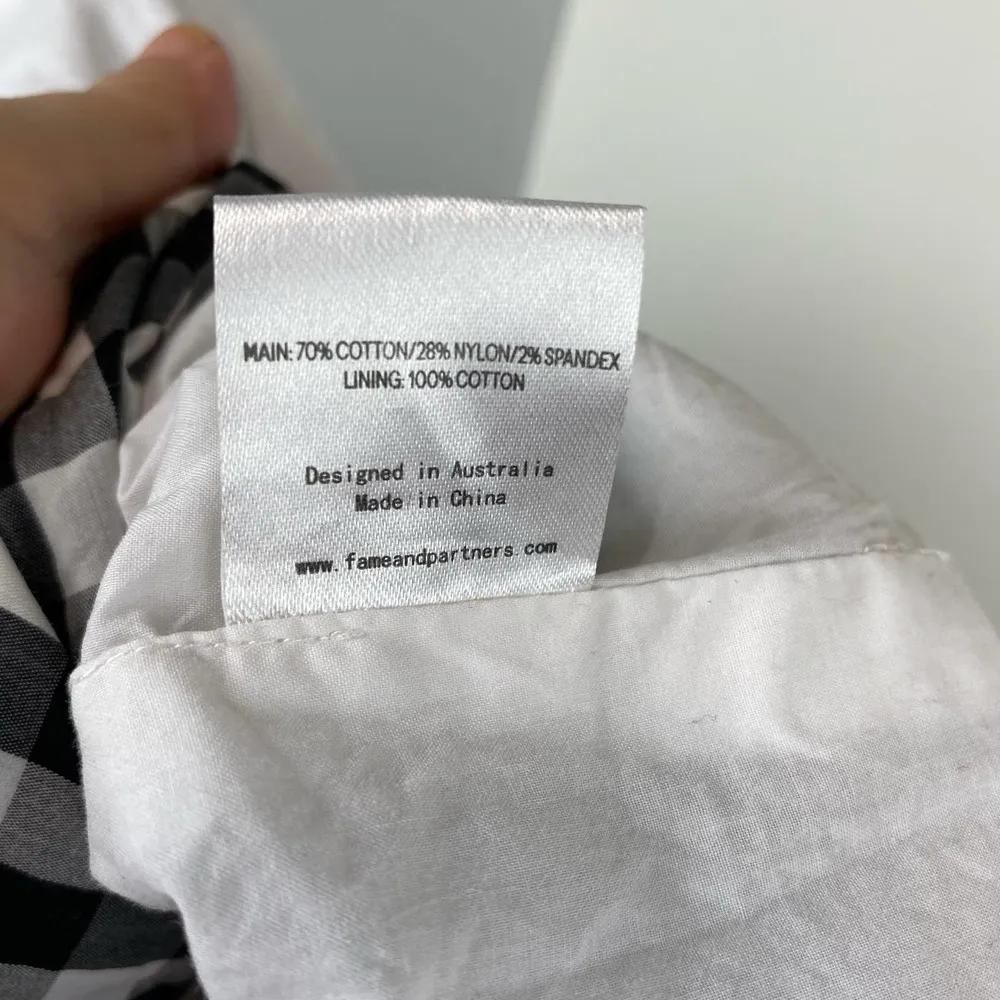 MAIN: 70% COTTON/28% NYLON/2% SPANDEX
LINING: 100% COTTON
Designed in Australia
Made in China
www.fameandpartners.com